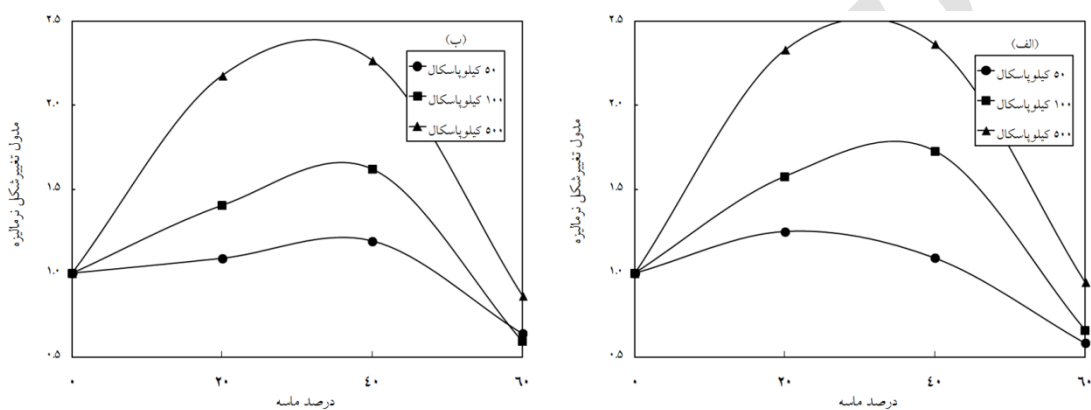 (الف)
۵۰ کیلوپاسکال
۱۰۰ کیلوپاسکال
۵۰۰ کیلوپاسکال
مدول تغییرشکل نرمالیزه
۲.۵
۲.۰
۱.۵
۱.۰
۰.۵
۰ ۲۰ ۴۰ ۶۰
درصد ماسه
(ب)
۵۰ کیلوپاسکال
۱۰۰ کیلوپاسکال
۵۰۰ کیلوپاسکال
مدول تغییرشکل نرمالیزه
۲.۵
۲.۰
۱.۵
۱.۰
۰.۵
۰ ۲۰ ۴۰ ۶۰
درصد ماسه